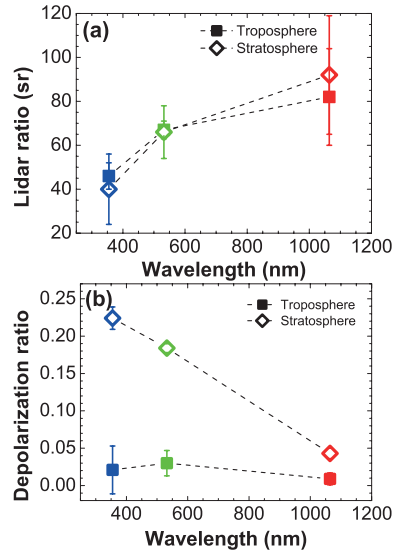 (a)
Troposphere
Stratosphere
Lidar ratio (sr)
120
100
80
60
40
20
400 600 800 1000 1200
Wavelength (nm)
(b)
Troposphere
Stratosphere
Depolarization ratio
0.25
0.20
0.15
0.10
0.05
0.00
400 600 800 1000 1200
Wavelength (nm)